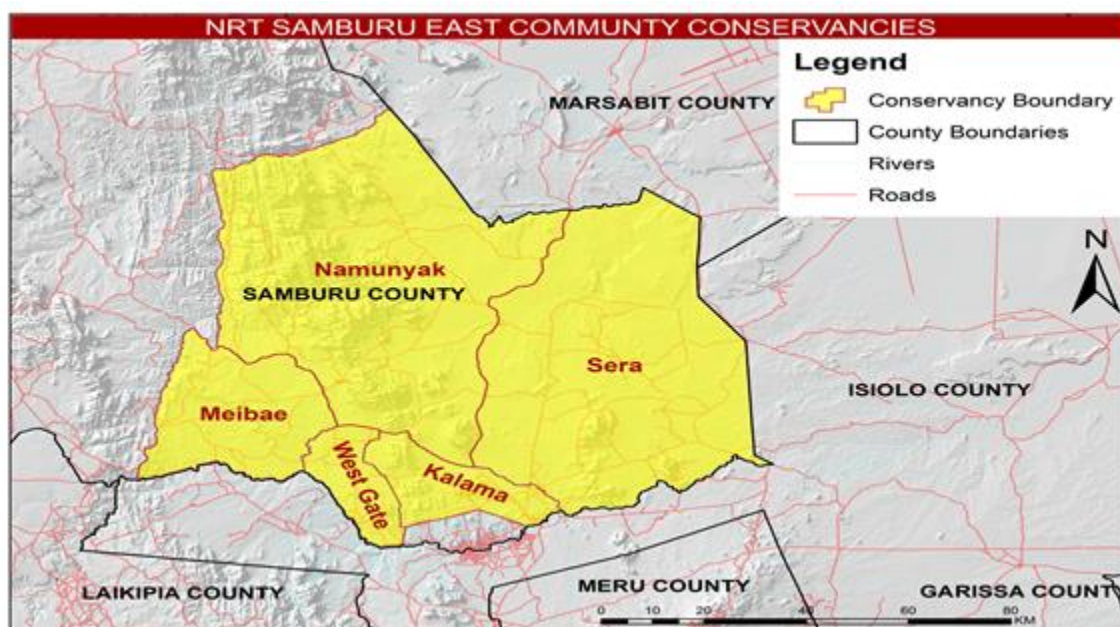 NRT SAMBURU EAST COMMUNTY CONSERVANCIES
Legend
Conservancy Boundary
County Boundaries
Rivers
Roads
MARSABIT COUNTY
N
Namunyak
SAMBURU COUNTY
Sera
ISIOLO COUNTY
Meibae
West Gate
Kalama
LAIKIPIA COUNTY
MERU COUNTY
GARISSA COUNT
0 10 20 40 60 80
KM